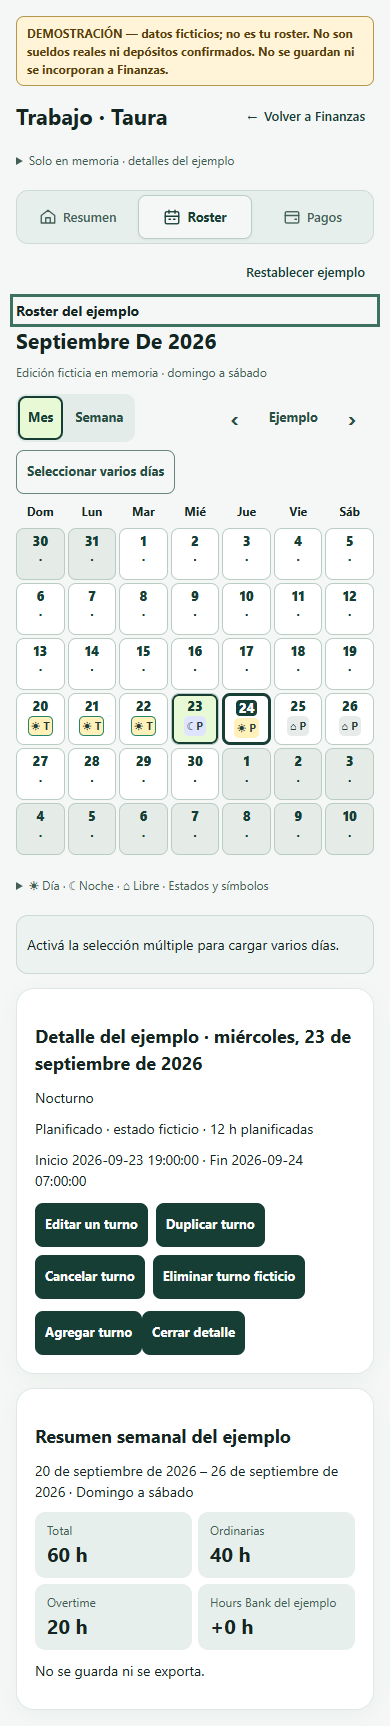 DEMOSTRACIÓN — datos ficticios; no es tu roster. No son
sueldos reales ni depósitos confirmados. No se guardan ni
se incorporan a Finanzas.
Trabajo · Taura
← Volver a Finanzas
▶ Solo en memoria · detalles del ejemplo
Resumen Roster Pagos
Restablecer ejemplo
Roster del ejemplo
Septiembre De 2026
Edición ficticia en memoria · domingo a sábado
Mes Semana ‹ Ejemplo ›
Seleccionar varios días
Dom Lun Mar Mié Jue Vie Sáb
30 31 1 2 3 4 5
· · · · · · ·
6 7 8 9 10 11 12
· · · · · · ·
13 14 15 16 17 18 19
· · · · · · ·
20 21 22 23 24 25 26
☀ T ☀ T ☀ T ☾ P ☀ P ⌂ P ⌂ P
27 28 29 30 1 2 3
· · · · · · ·
4 5 6 7 8 9 10
· · · · · · ·
▶ ☀ Día · ☾ Noche · ⌂ Libre · Estados y símbolos
Activá la selección múltiple para cargar varios días.
Detalle del ejemplo · miércoles, 23 de
septiembre de 2026
Nocturno
Planificado · estado ficticio · 12 h planificadas
Inicio 2026-09-23 19:00:00 · Fin 2026-09-24
07:00:00
Editar un turno Duplicar turno
Cancelar turno Eliminar turno ficticio
Agregar turno Cerrar detalle
Resumen semanal del ejemplo
20 de septiembre de 2026 – 26 de septiembre de
2026 · Domingo a sábado
Total Ordinarias
60 h 40 h
Overtime Hours Bank del ejemplo
20 h +0 h
No se guarda ni se exporta.